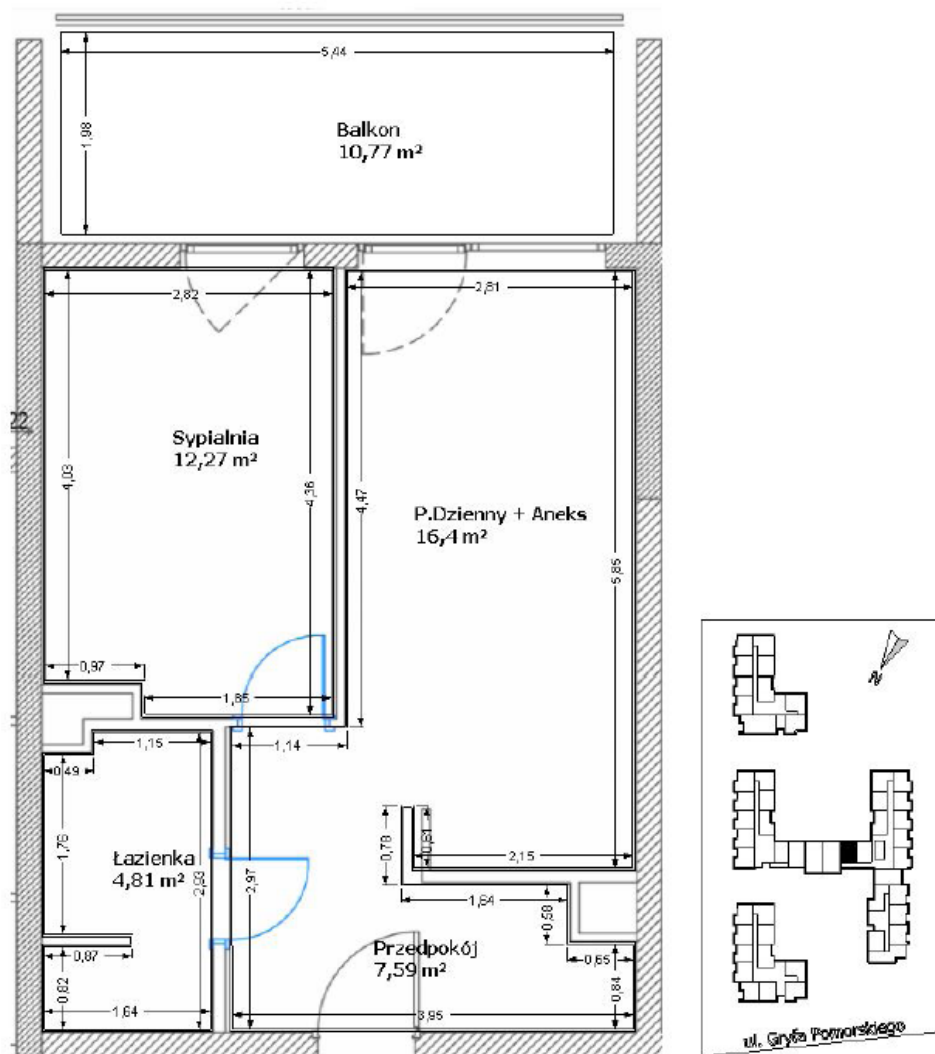 5,44
1,98
Balkon
10,77 m²
2,82
2,81
22
Sypialnia
12,27 m²
4,03
4,36
4,47
P.Dzienny + Aneks
16,4 m²
5,85
0,97
1,85
1,15
1,14
0,49
1,76
0,78
0,61
Łazienka
4,81 m²
2,93
2,97
2,15
1,64
0,58
0,87
Przedpokój
7,59 m²
0,65
0,82
0,84
1,64
3,95
N
ul. Gryfa Pomorskiego